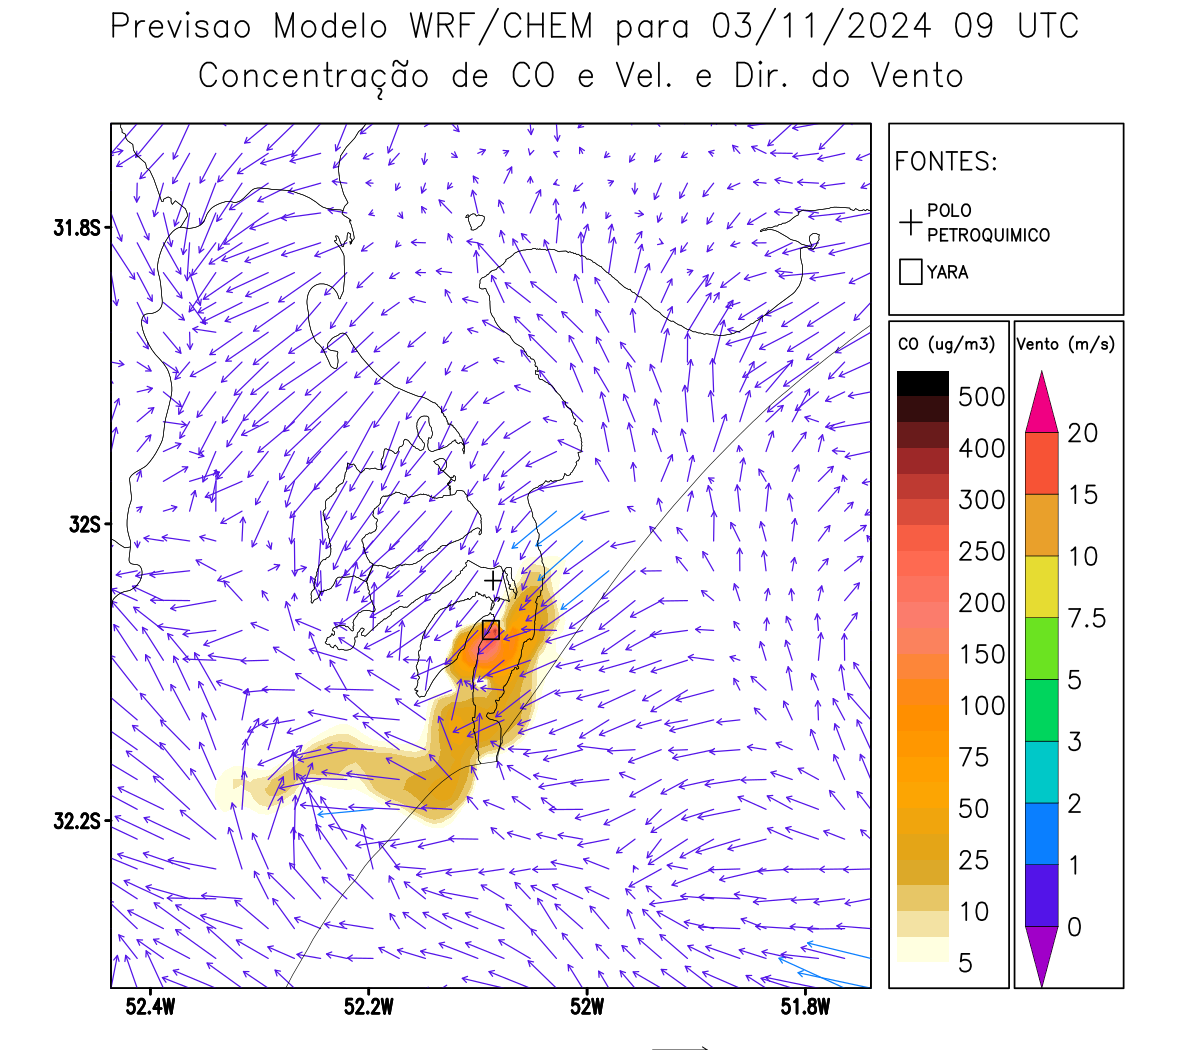 Previsao Modelo WRF/CHEM para 03/11/2024 09 UTC
Concentração de CO e Vel. e Dir. do Vento
FONTES:
POLO
PETROQUIMICO
YARA
CO (ug/m3)
500
400
300
250
200
150
100
75
50
25
10
5
Vento (m/s)
20
15
10
7.5
5
3
2
1
0
31.8S
32S
32.2S
52.4W
52.2W
52W
51.8W